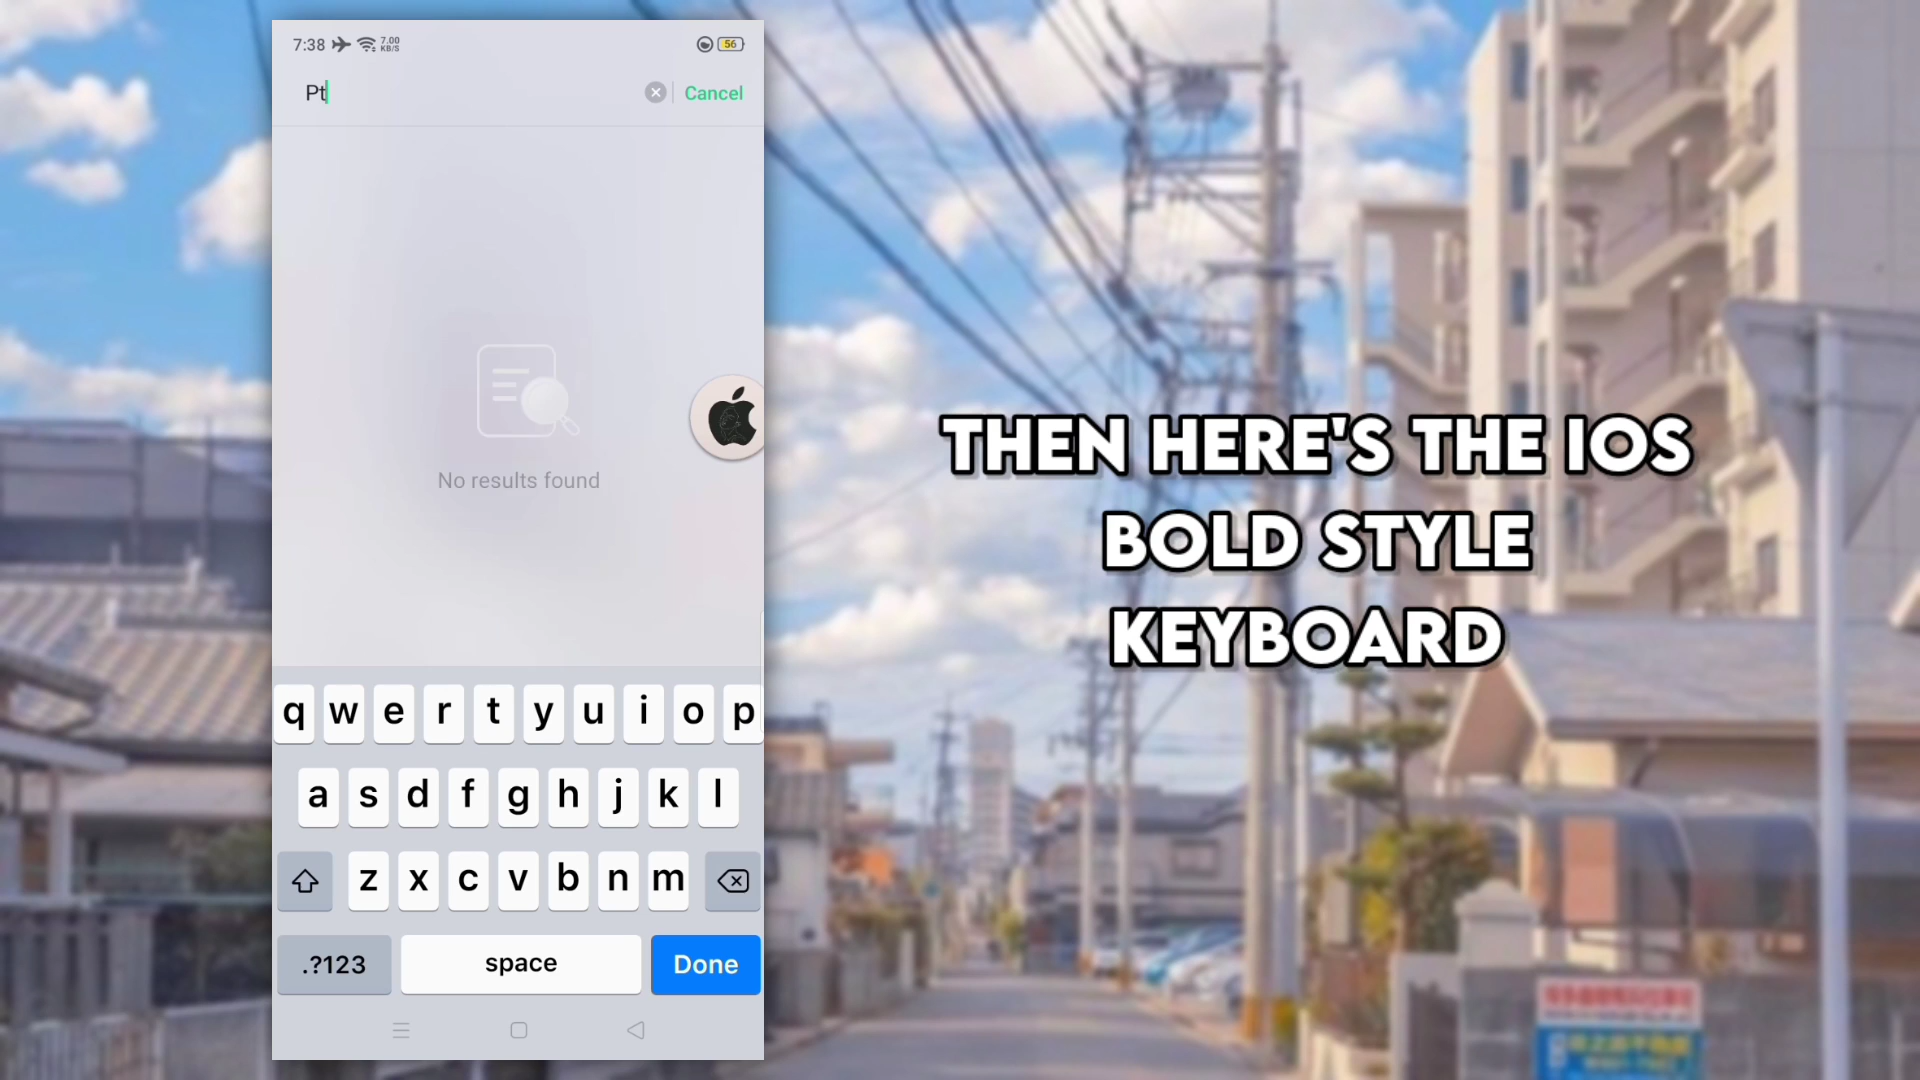 7:38 7.00 KB/S 56
Pt Cancel
No results found
q w e r t y u i o p
a s d f g h j k l
z x c v b n m
.?123 space Done
THEN HERE'S THE IOS
BOLD STYLE
KEYBOARD